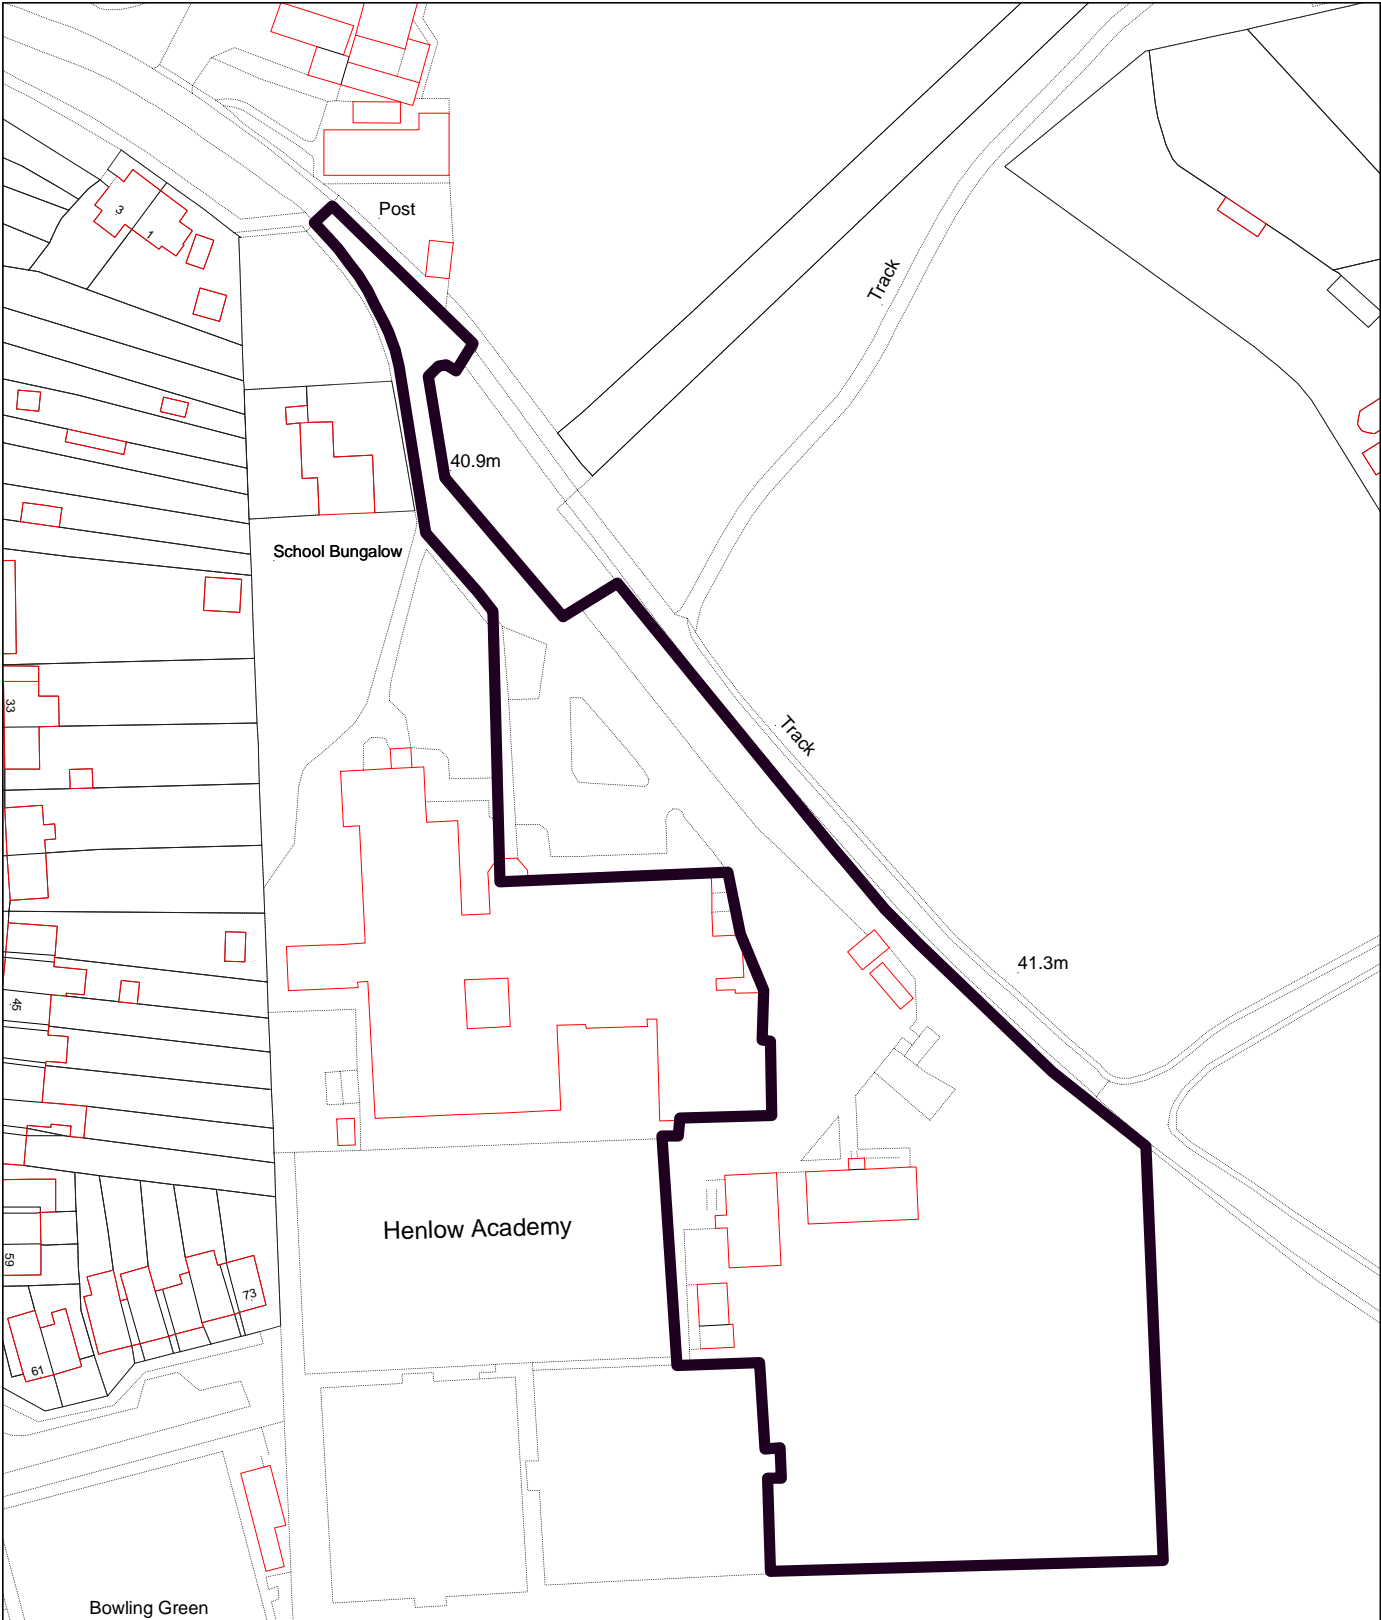 Post
3
1
Track
40.9m
School Bungalow
33
Track
41.3m
45
Henlow Academy
59
73
61
Bowling Green